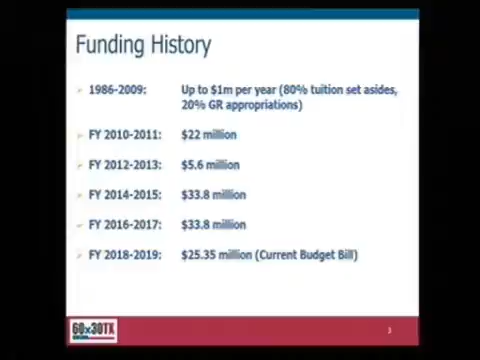 Funding History
1986-2009: Up to $1m per year (80% tuition set asides,
20% GR appropriations)
FY 2010-2011: $22 million
FY 2012-2013: $5.6 million
FY 2014-2015: $33.8 million
FY 2016-2017: $33.8 million
FY 2018-2019: $25.35 million (Current Budget Bill)
60x30TX
3